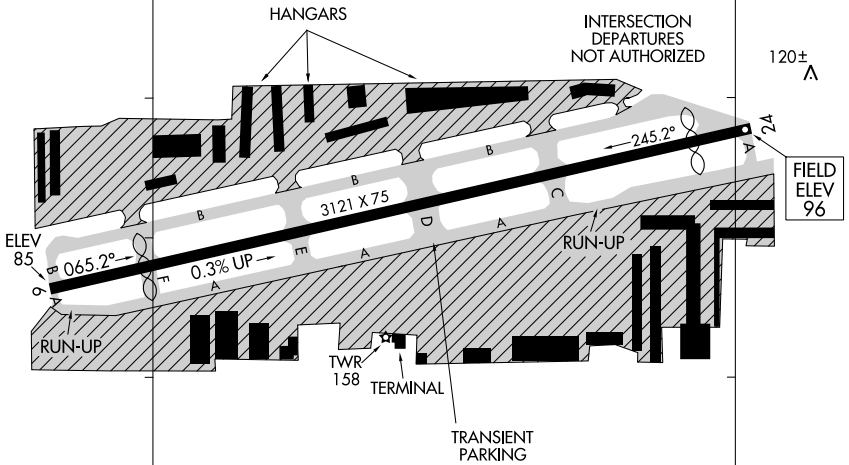 HANGARS
INTERSECTION
DEPARTURES
NOT AUTHORIZED
120±
24
245.2°
A
FIELD
ELEV
96
B
B
B
3121 X 75
C
D
A
RUN-UP
ELEV
85
B
065.2°
0.3% UP
E
A
F
A
6
A
RUN-UP
TWR
158
TERMINAL
TRANSIENT
PARKING